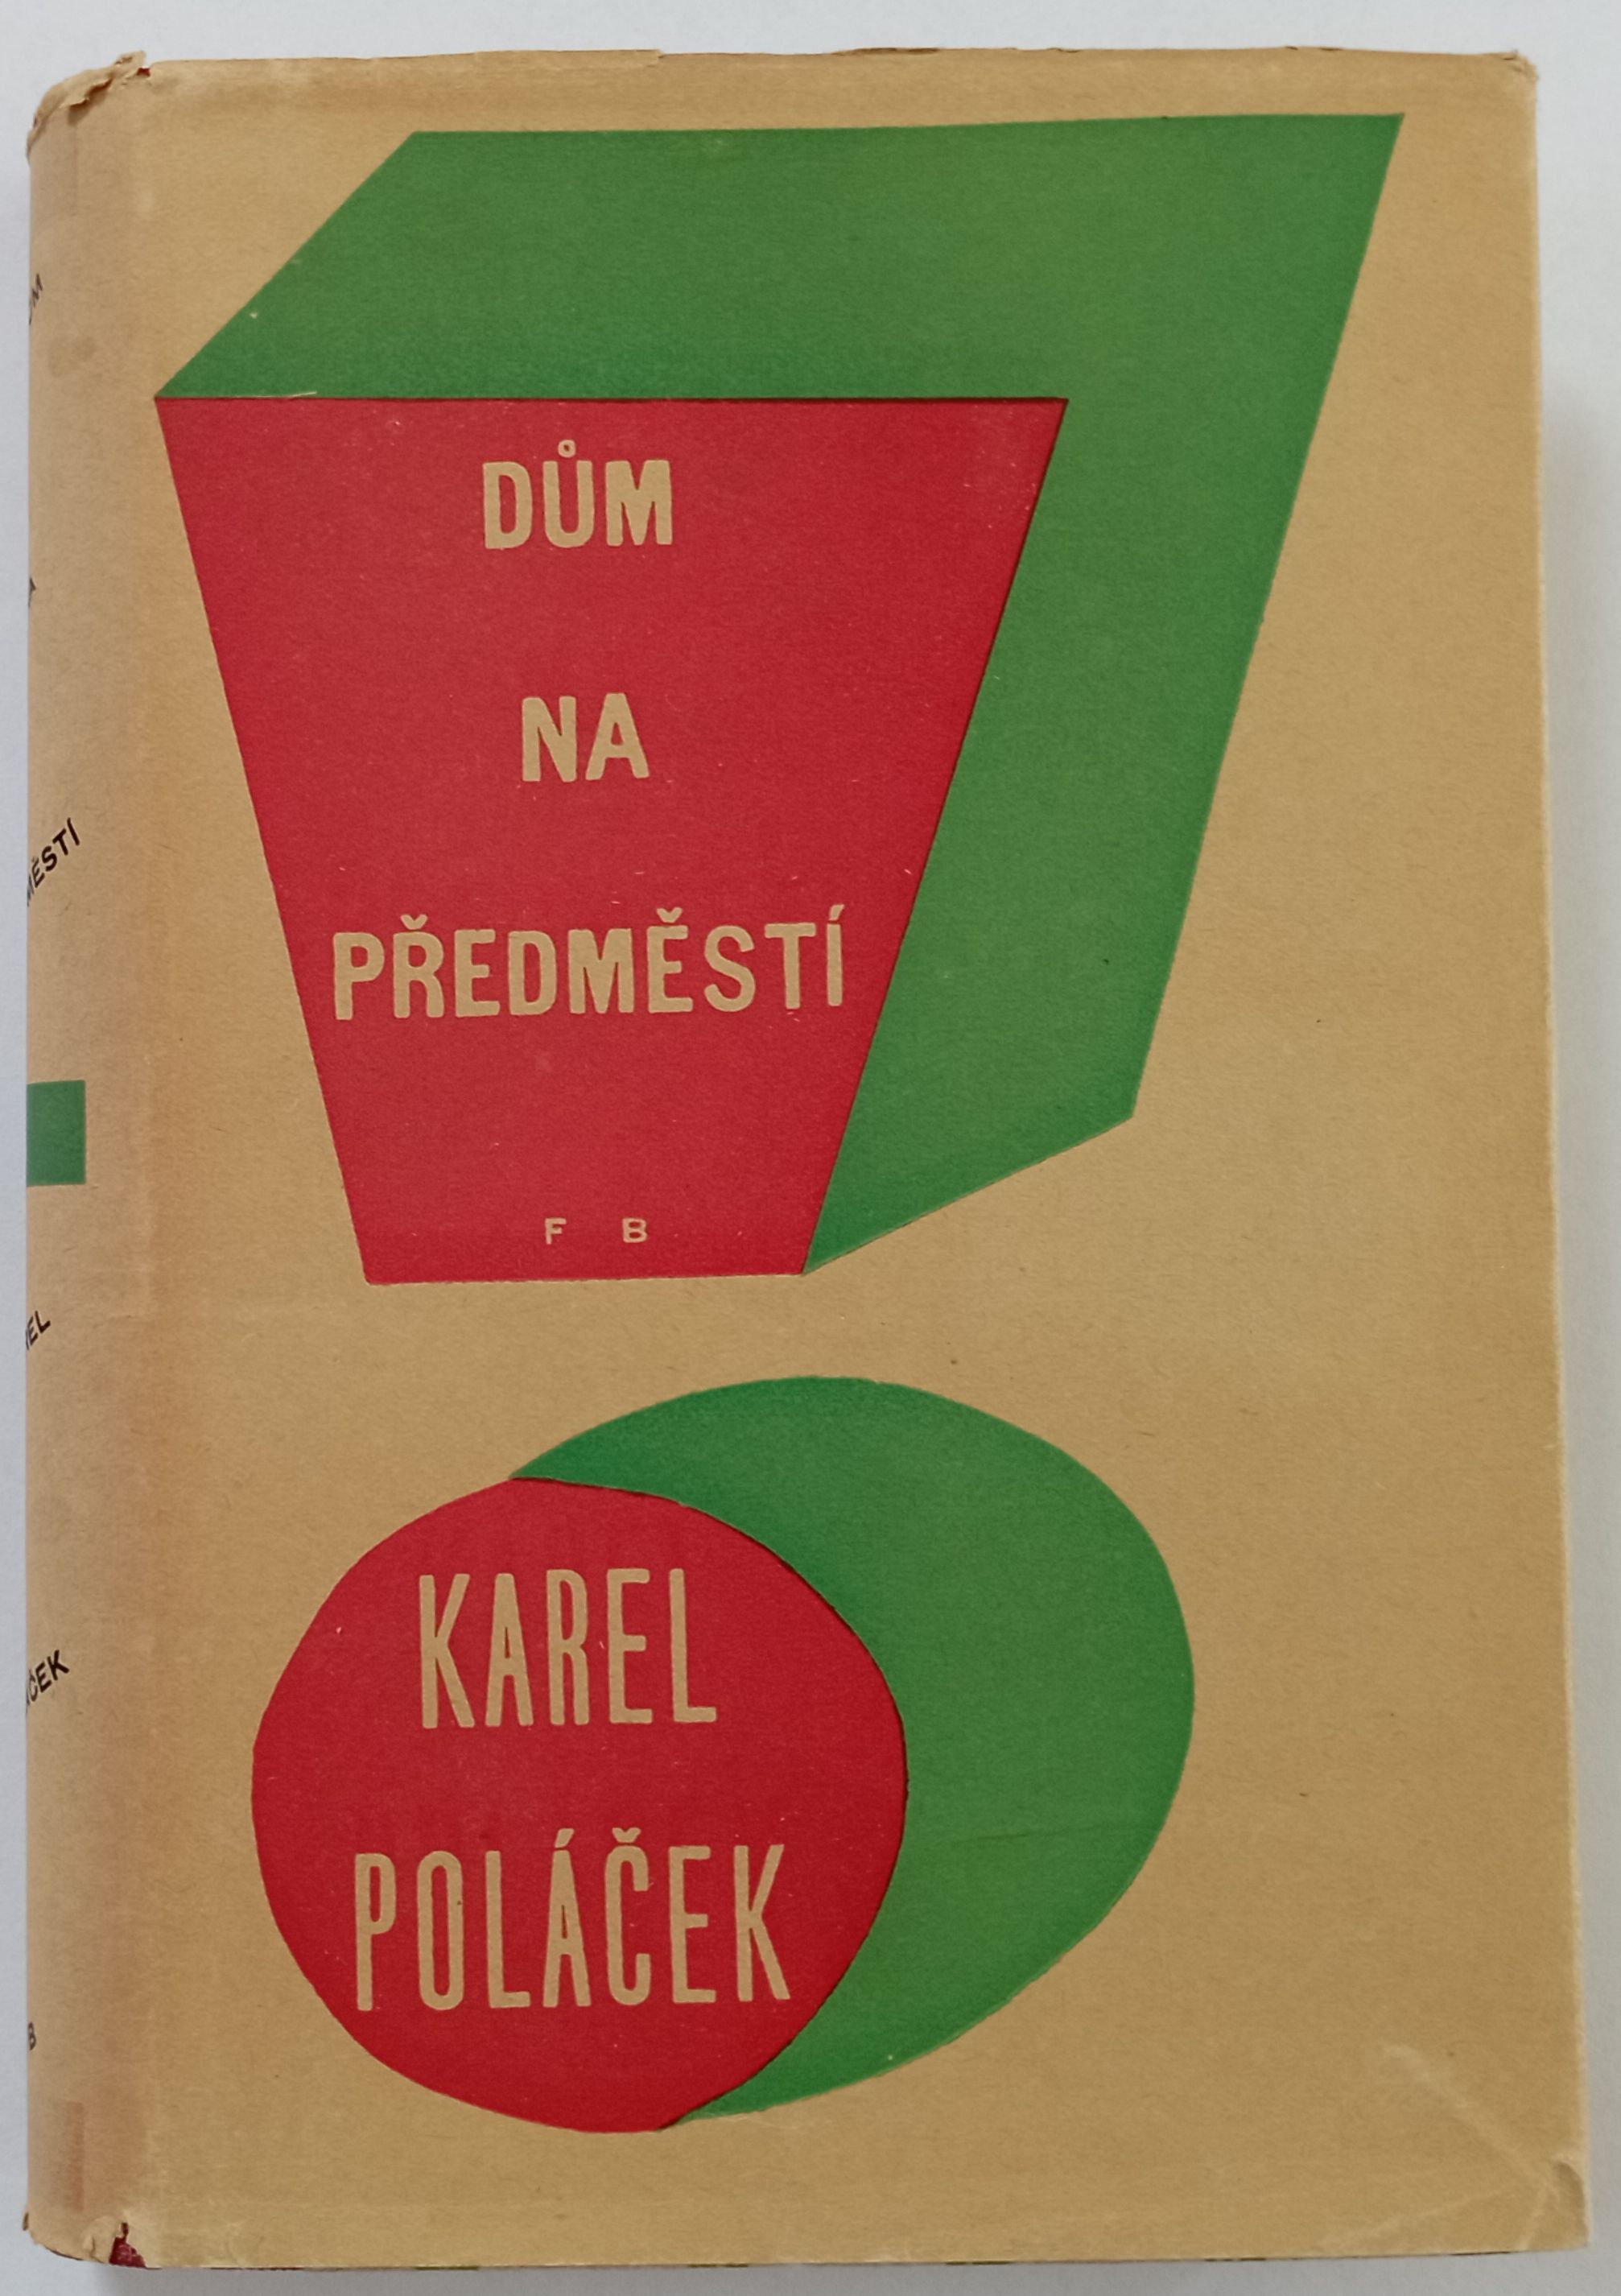 DŮM
NA
PŘEDMĚSTÍ
F B
KAREL
POLÁČEK